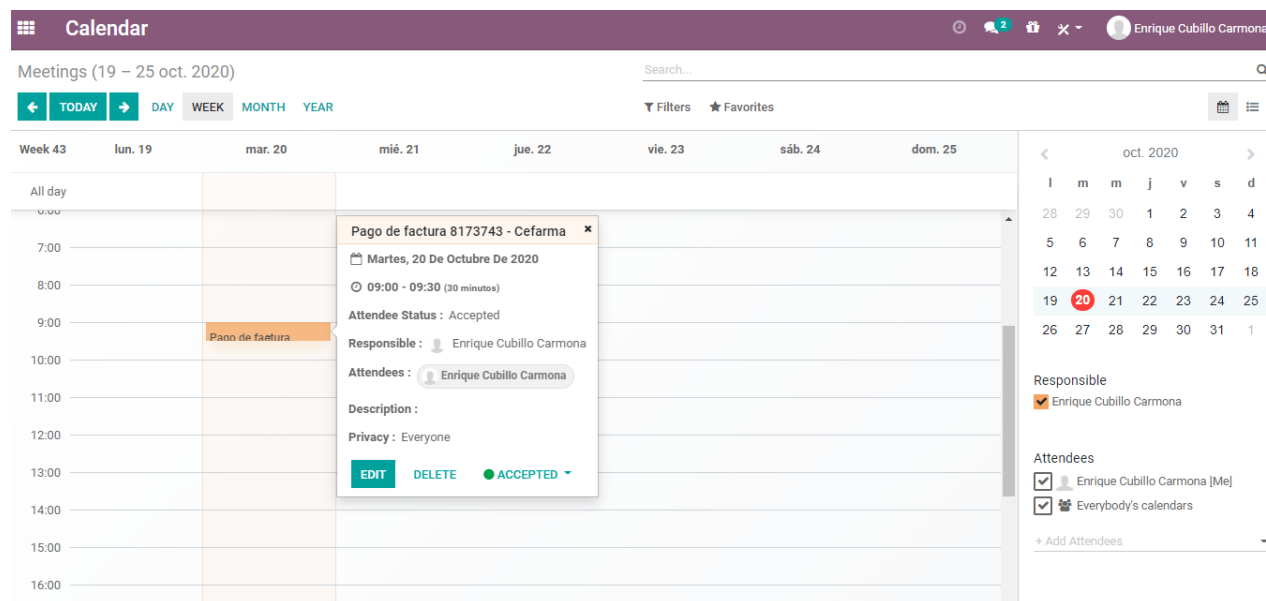 Calendar
2
Enrique Cubillo Carmona
Meetings (19 – 25 oct. 2020)
Search...
TODAY DAY WEEK MONTH YEAR
Filters Favorites
Week 43 lun. 19 mar. 20 mié. 21 jue. 22 vie. 23 sáb. 24 dom. 25
All day
7:00
8:00
9:00
10:00
11:00
12:00
13:00
14:00
15:00
16:00
Pago de factura
Pago de factura 8173743 - Cefarma
Martes, 20 De Octubre De 2020
09:00 - 09:30 (30 minutos)
Attendee Status : Accepted
Responsible : Enrique Cubillo Carmona
Attendees : Enrique Cubillo Carmona
Description :
Privacy : Everyone
EDIT DELETE ACCEPTED
oct. 2020
l m m j v s d
28 29 30 1 2 3 4
5 6 7 8 9 10 11
12 13 14 15 16 17 18
19 20 21 22 23 24 25
26 27 28 29 30 31 1
Responsible
Enrique Cubillo Carmona
Attendees
Enrique Cubillo Carmona [Me]
Everybody's calendars
+ Add Attendees